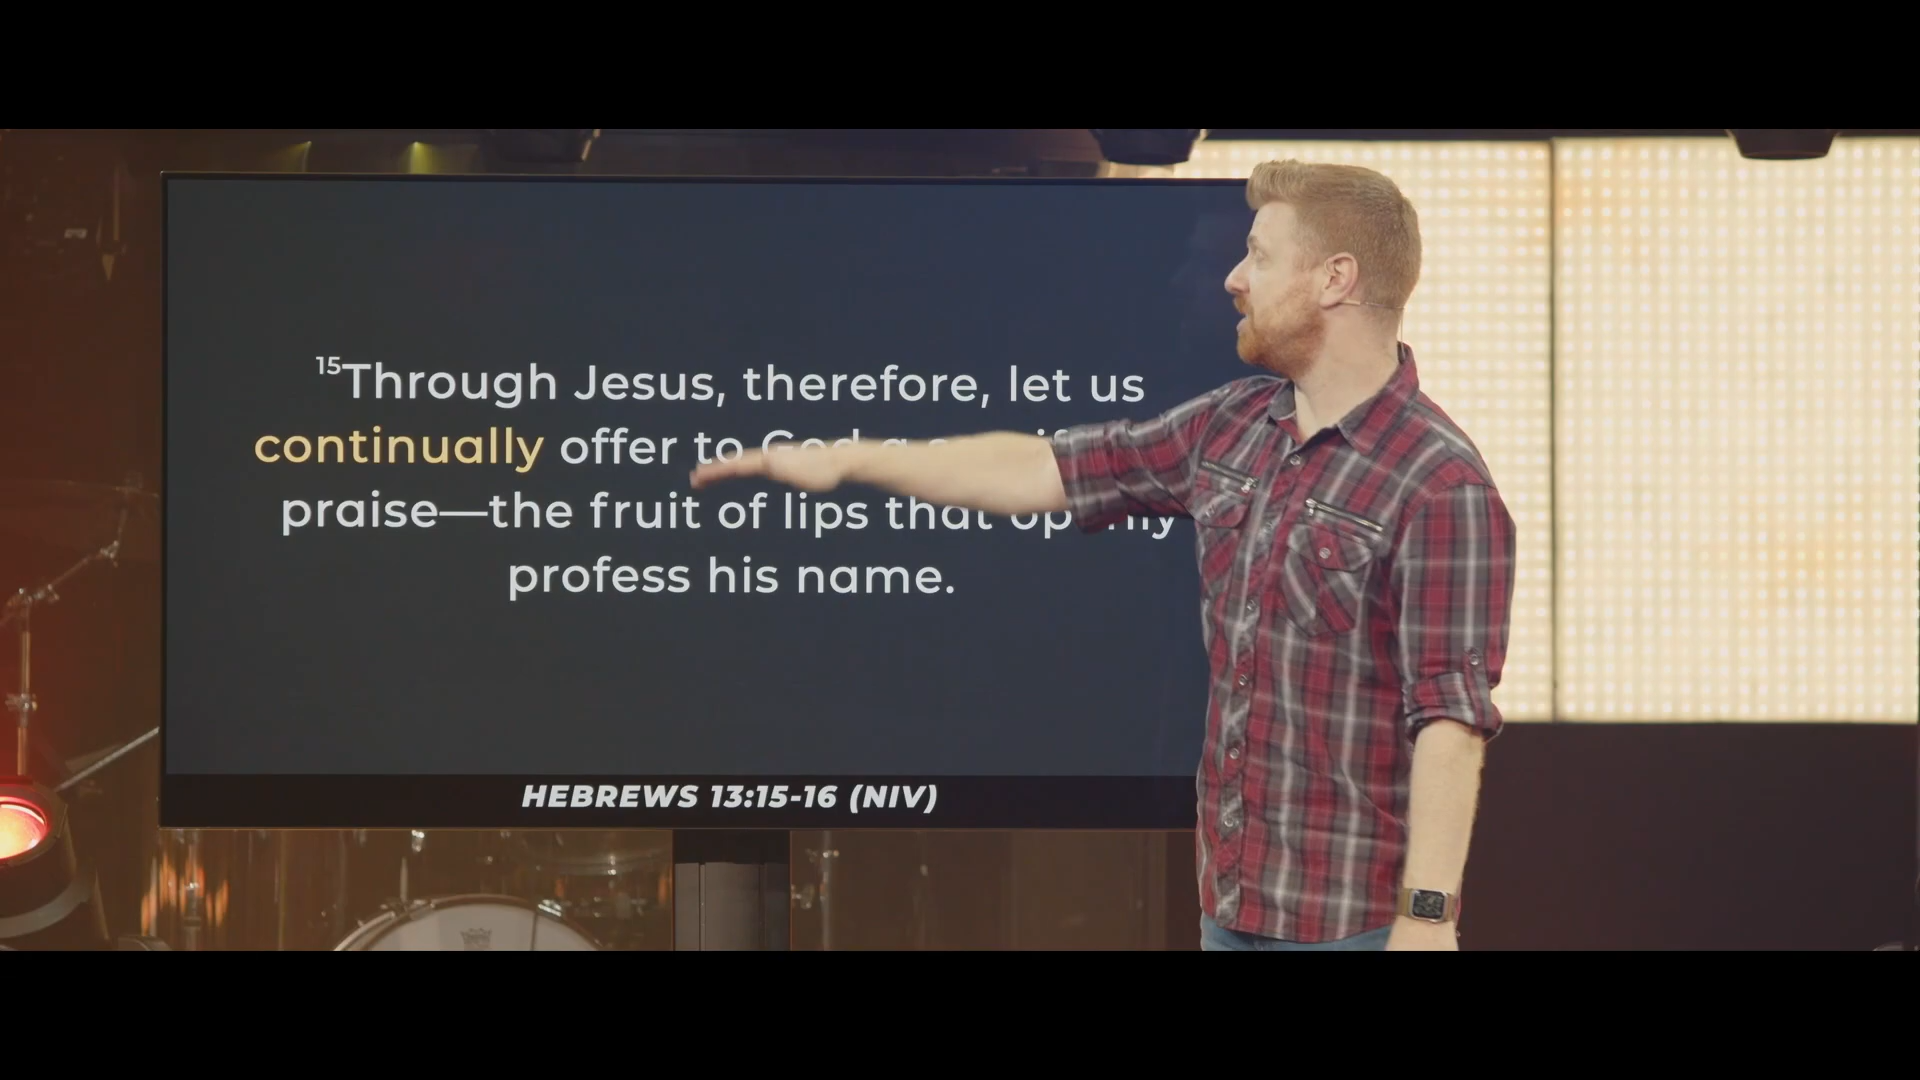 15Through Jesus, therefore, let us
continually offer to God a
praise—the fruit of lips that
profess his name.
HEBREWS 13:15-16 (NIV)